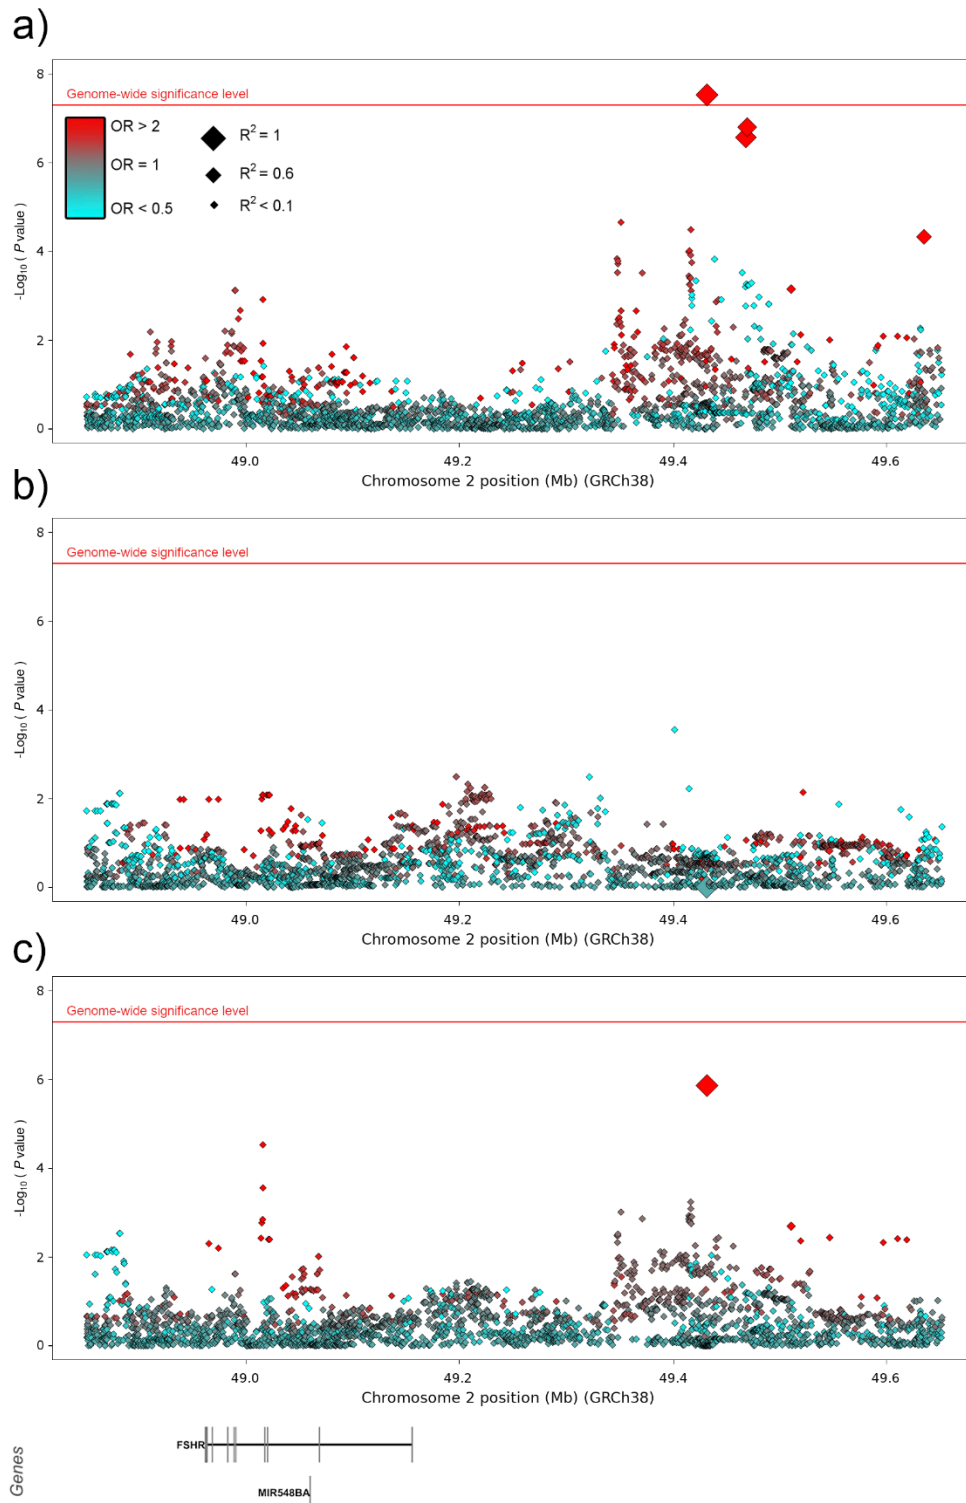 a)
8
Genome-wide significance level
OR > 2
R² = 1
OR = 1
R² = 0.6
OR < 0.5
R² < 0.1
6
4
2
0
-Log₁₀ ( P value )
49.0 49.2 49.4 49.6
Chromosome 2 position (Mb) (GRCh38)
b)
8
Genome-wide significance level
6
4
2
0
-Log₁₀ ( P value )
49.0 49.2 49.4 49.6
Chromosome 2 position (Mb) (GRCh38)
c)
8
Genome-wide significance level
6
4
2
0
-Log₁₀ ( P value )
49.0 49.2 49.4 49.6
Chromosome 2 position (Mb) (GRCh38)
Genes
FSHR
MIR548BA